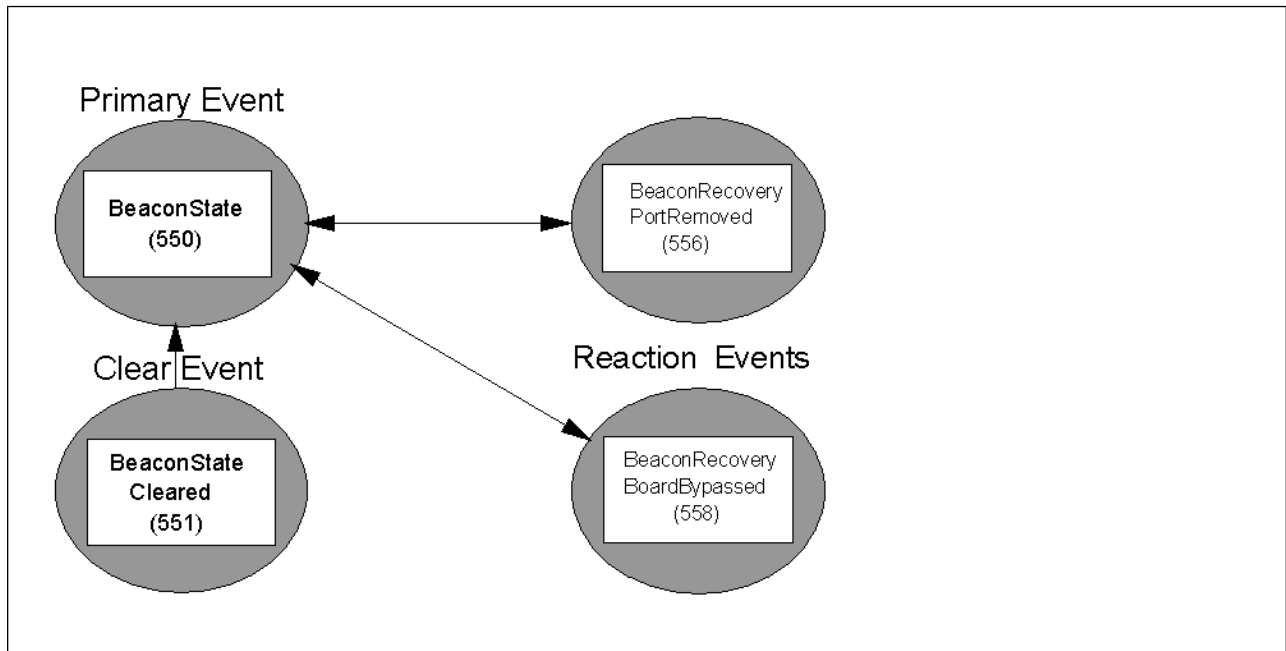 Primary Event
BeaconState
(550)
BeaconRecovery
PortRemoved
(556)
Clear Event
Reaction Events
BeaconState
Cleared
(551)
BeaconRecovery
BoardBypassed
(558)